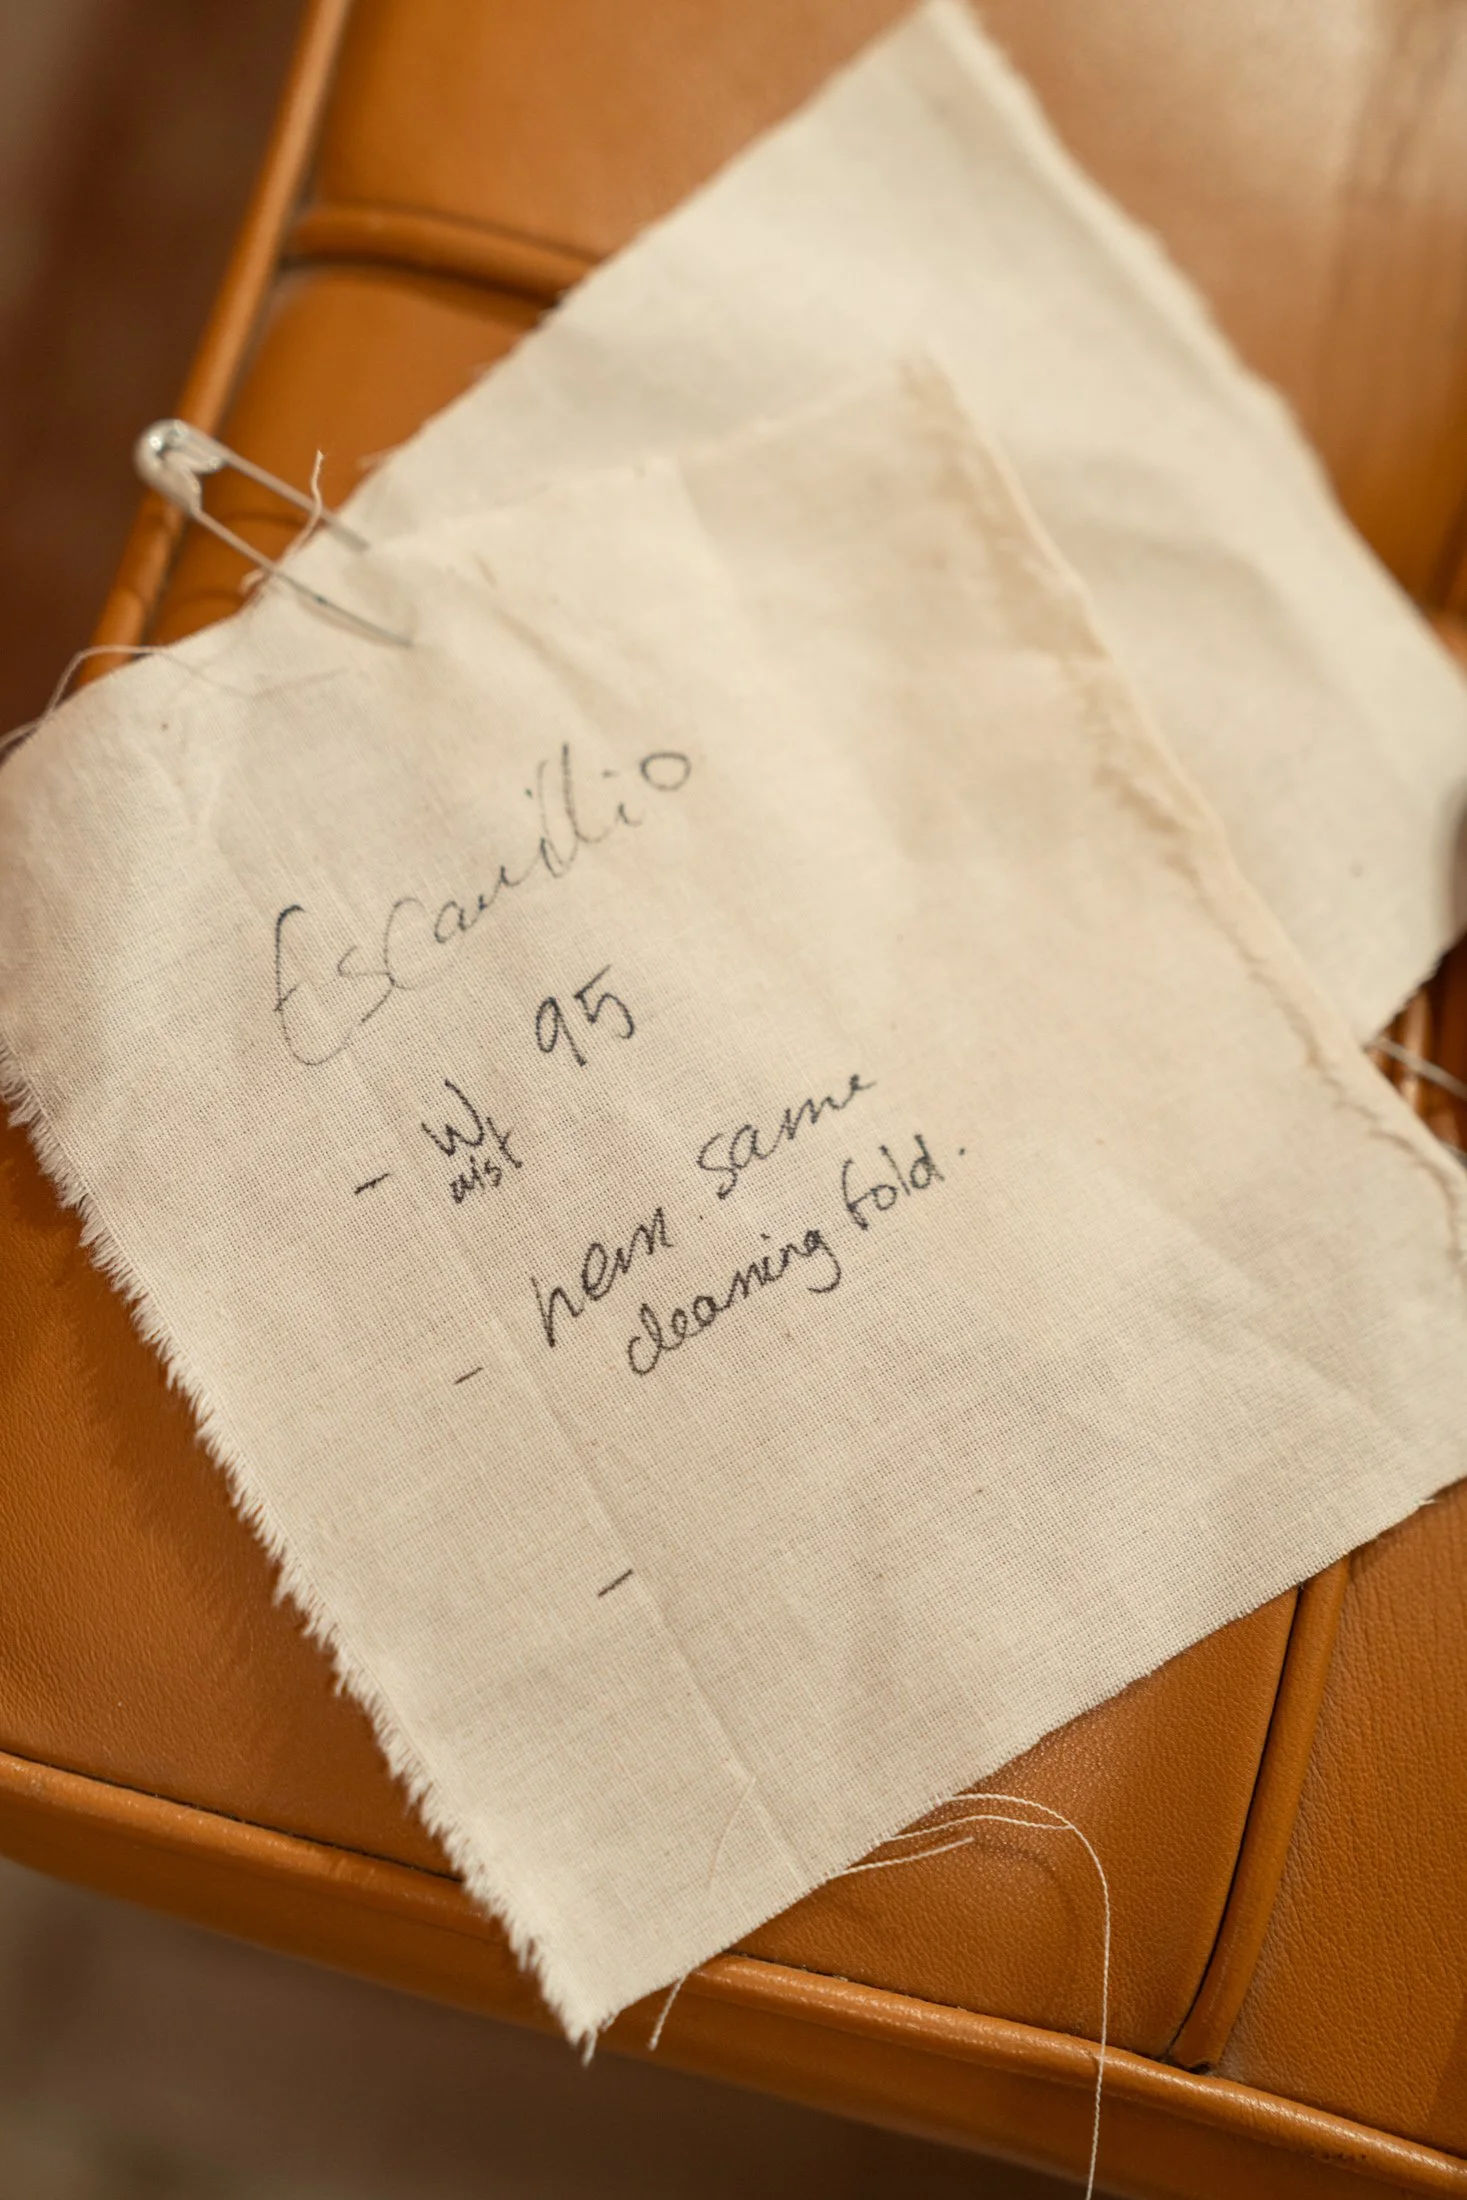 Escamillo
- Waist 95
- hem. same
cleaning fold.
-